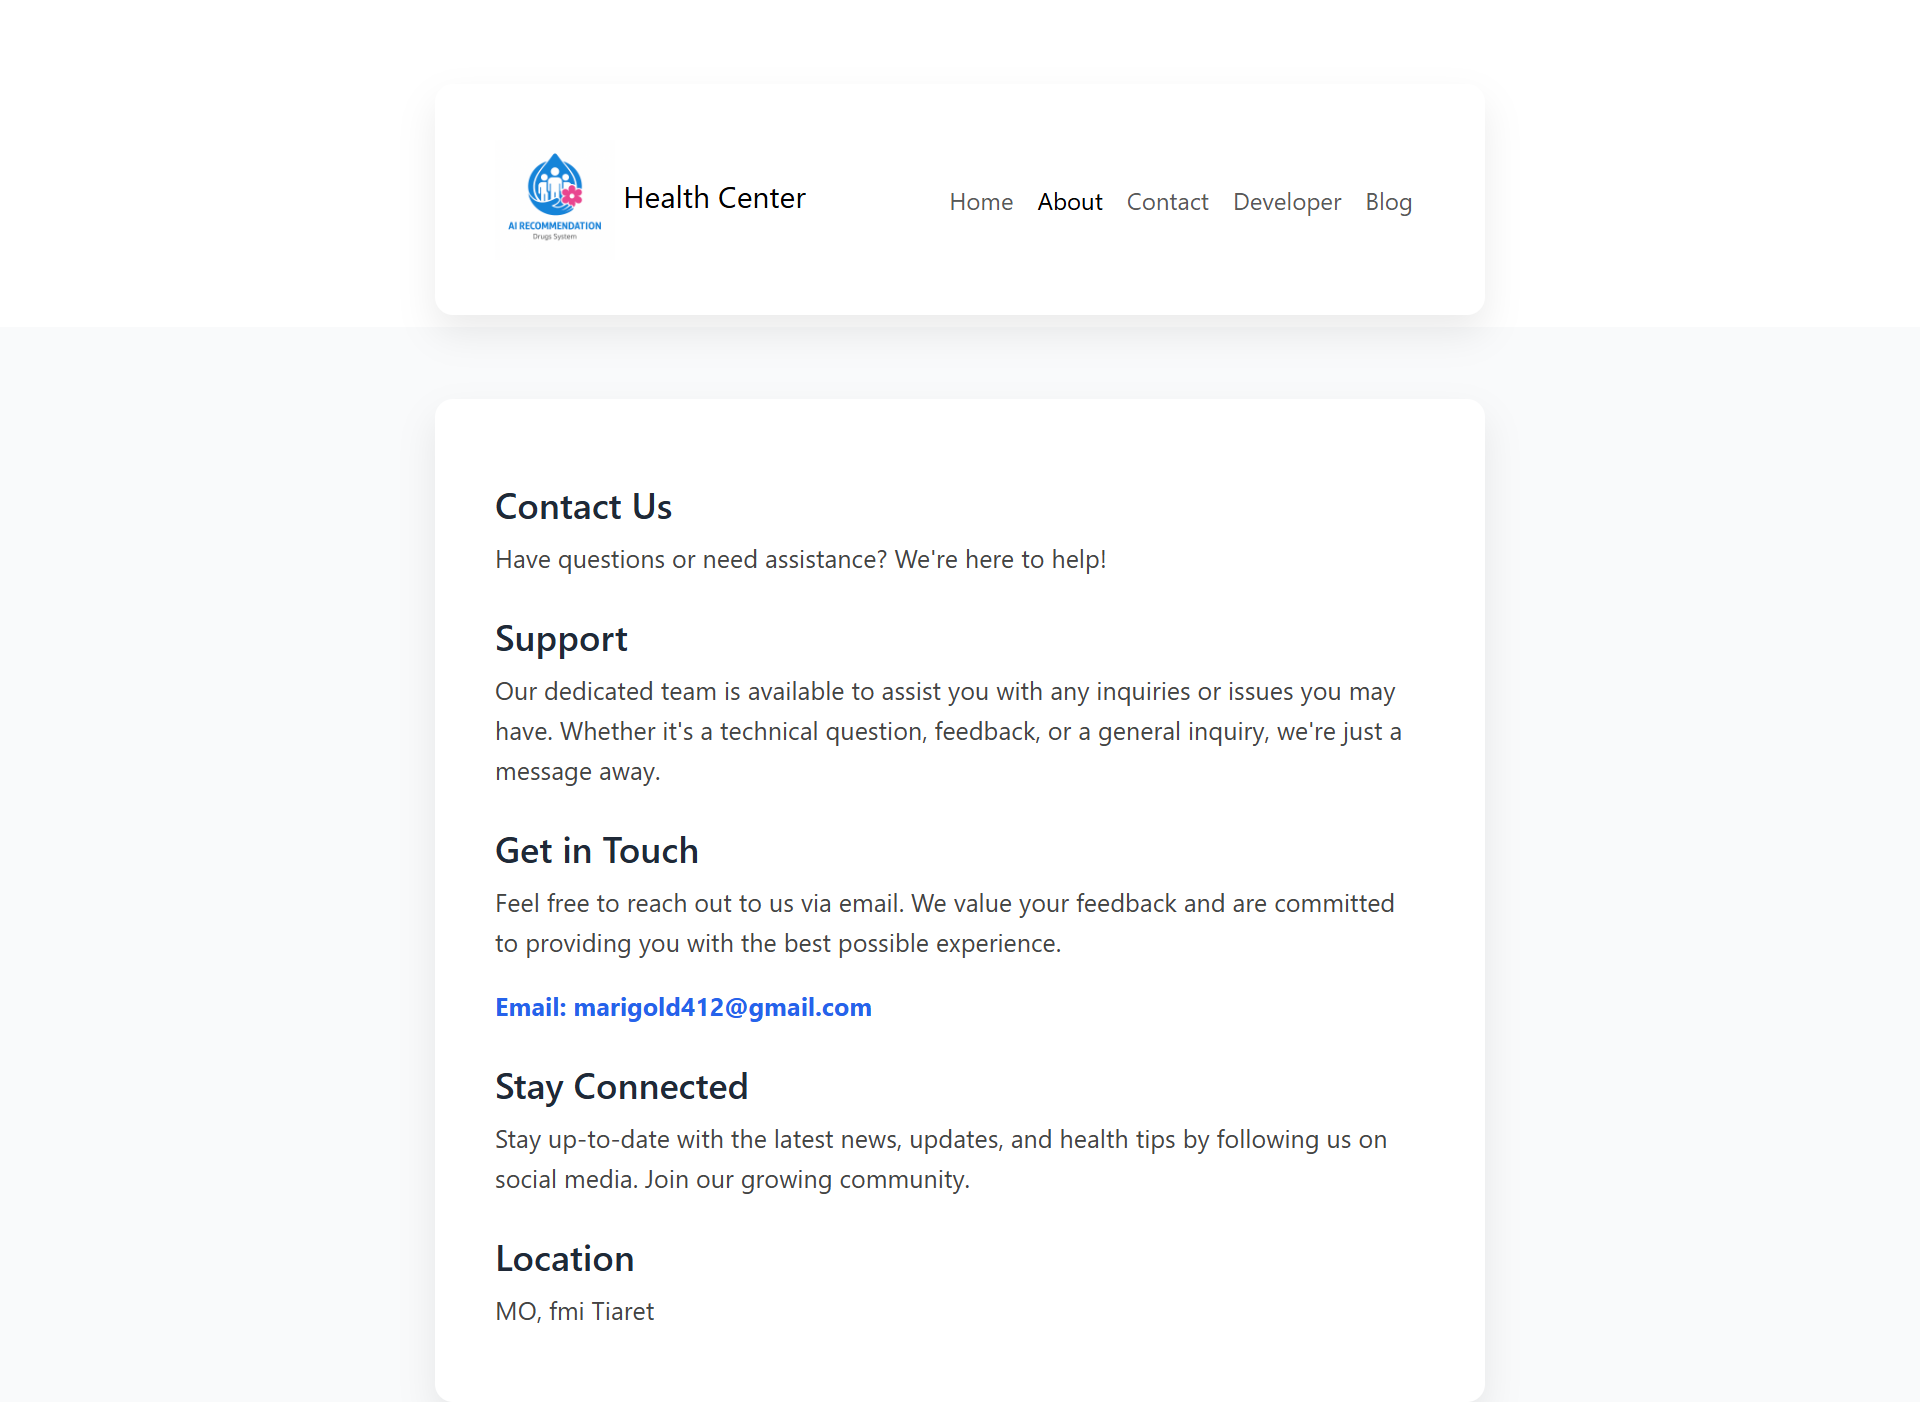 AI RECOMMENDATION
Drugs System
Health Center
Home About Contact Developer Blog
Contact Us
Have questions or need assistance? We're here to help!
Support
Our dedicated team is available to assist you with any inquiries or issues you may
have. Whether it's a technical question, feedback, or a general inquiry, we're just a
message away.
Get in Touch
Feel free to reach out to us via email. We value your feedback and are committed
to providing you with the best possible experience.
Email: marigold412@gmail.com
Stay Connected
Stay up-to-date with the latest news, updates, and health tips by following us on
social media. Join our growing community.
Location
MO, fmi Tiaret